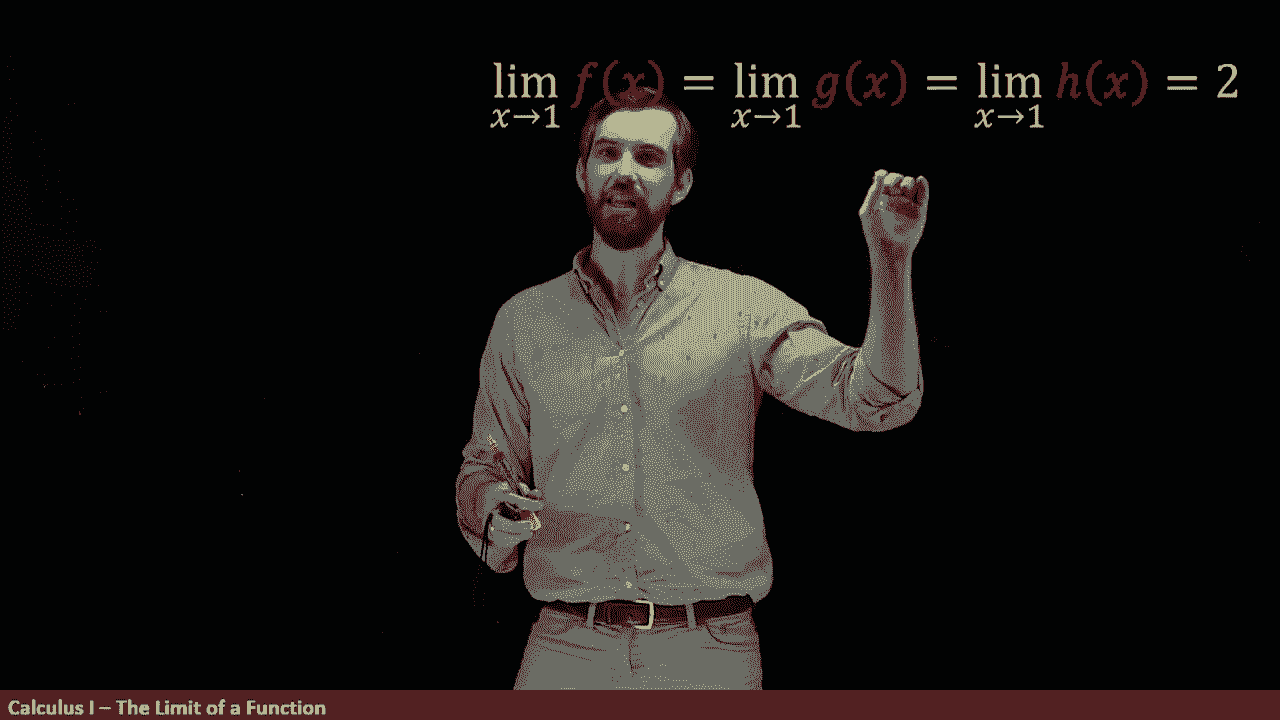 lim f(x) = lim g(x) = lim h(x) = 2
x→1 x→1 x→1
Calculus I – The Limit of a Function